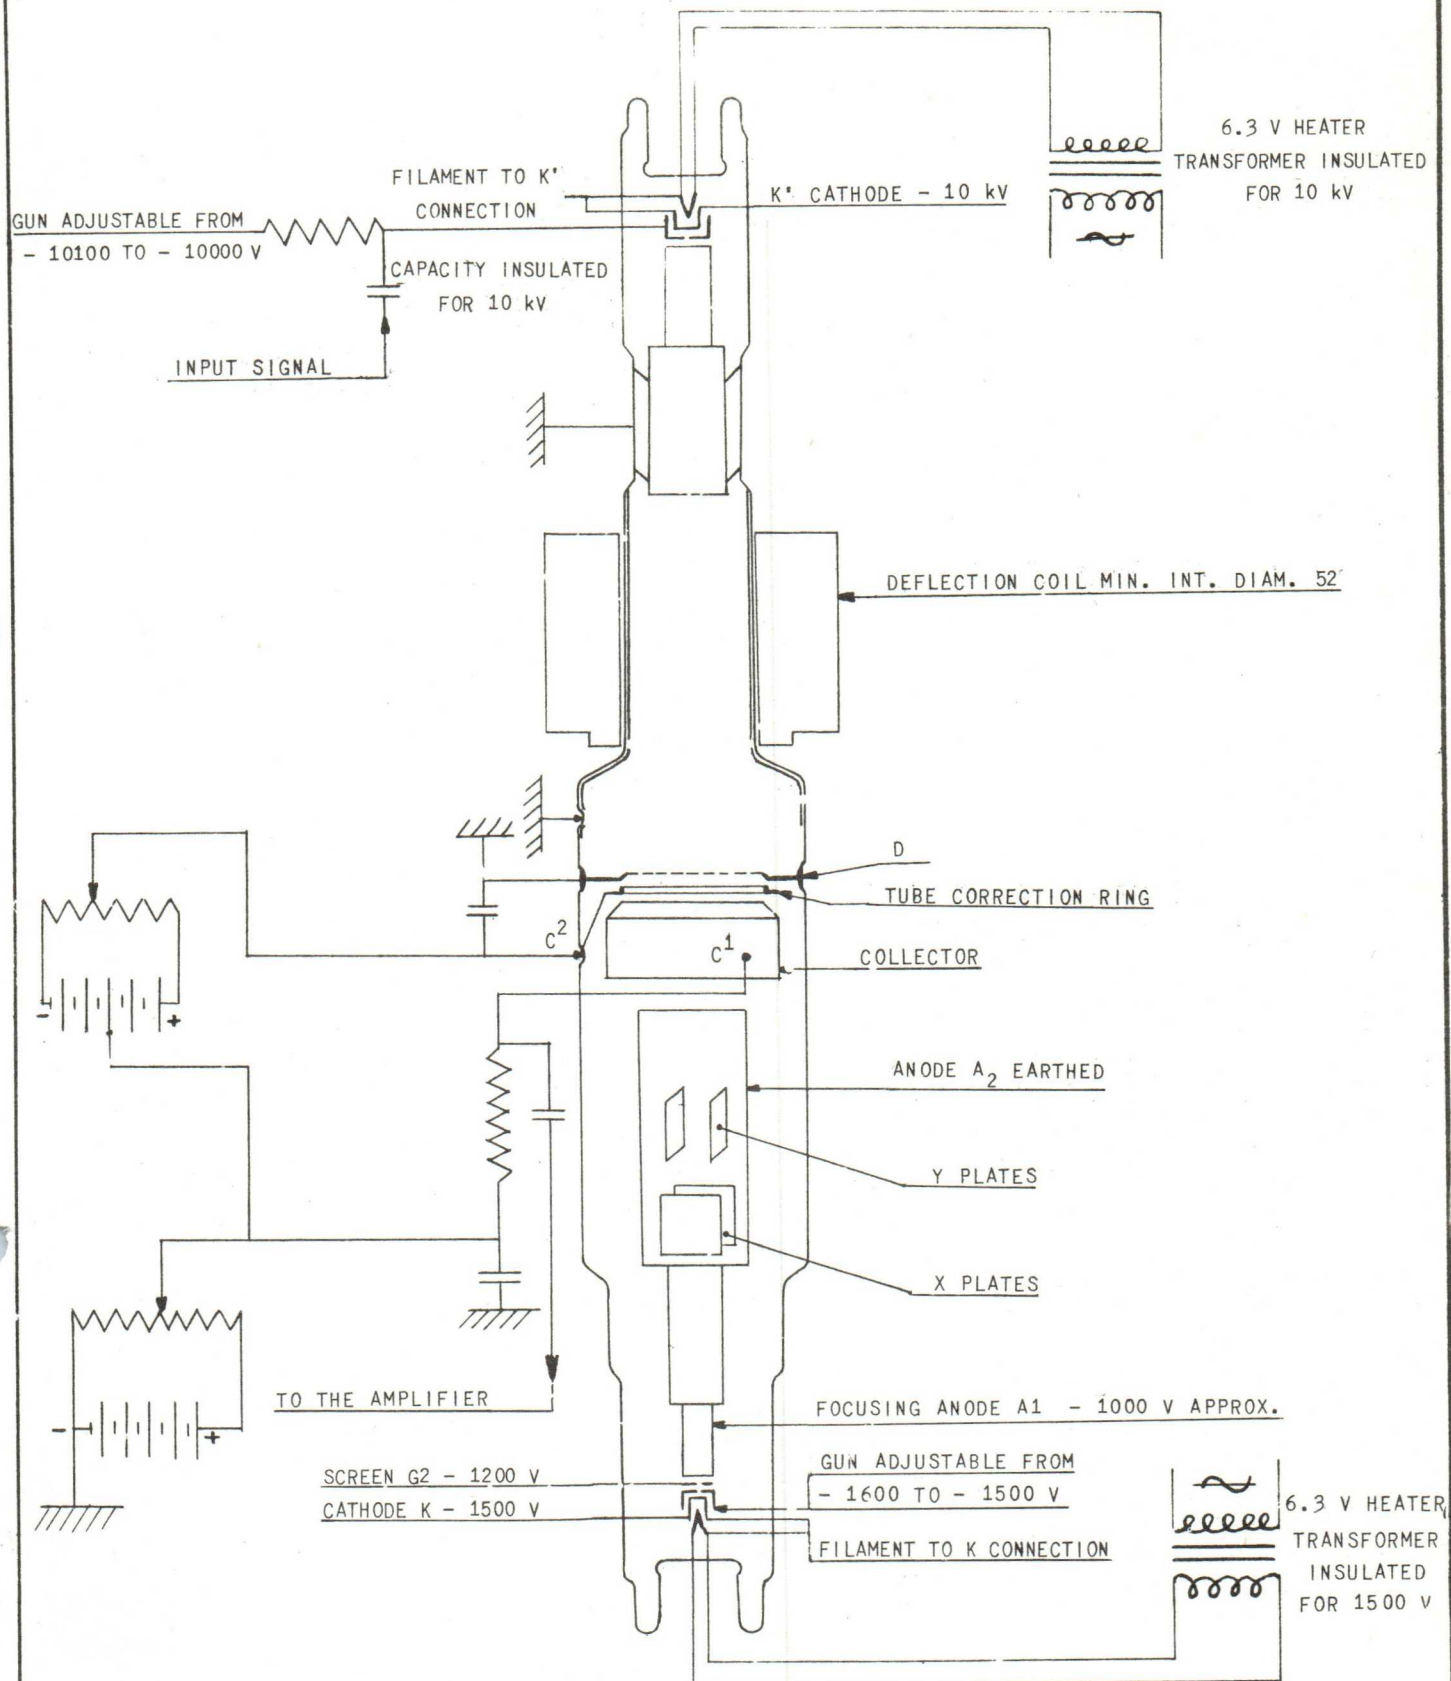 6.3 V HEATER
TRANSFORMER INSULATED
FOR 10 kV
FILAMENT TO K'
CONNECTION
K' CATHODE - 10 kV
GUN ADJUSTABLE FROM
- 10100 TO - 10000 V
CAPACITY INSULATED
FOR 10 kV
INPUT SIGNAL
DEFLECTION COIL MIN. INT. DIAM. 52
D
TUBE CORRECTION RING
C2
C1
COLLECTOR
- +
ANODE A2 EARTHED
Y PLATES
X PLATES
TO THE AMPLIFIER
- +
FOCUSING ANODE A1 - 1000 V APPROX.
SCREEN G2 - 1200 V
CATHODE K - 1500 V
GUN ADJUSTABLE FROM
- 1600 TO - 1500 V
FILAMENT TO K CONNECTION
6.3 V HEATER
TRANSFORMER
INSULATED
FOR 1500 V